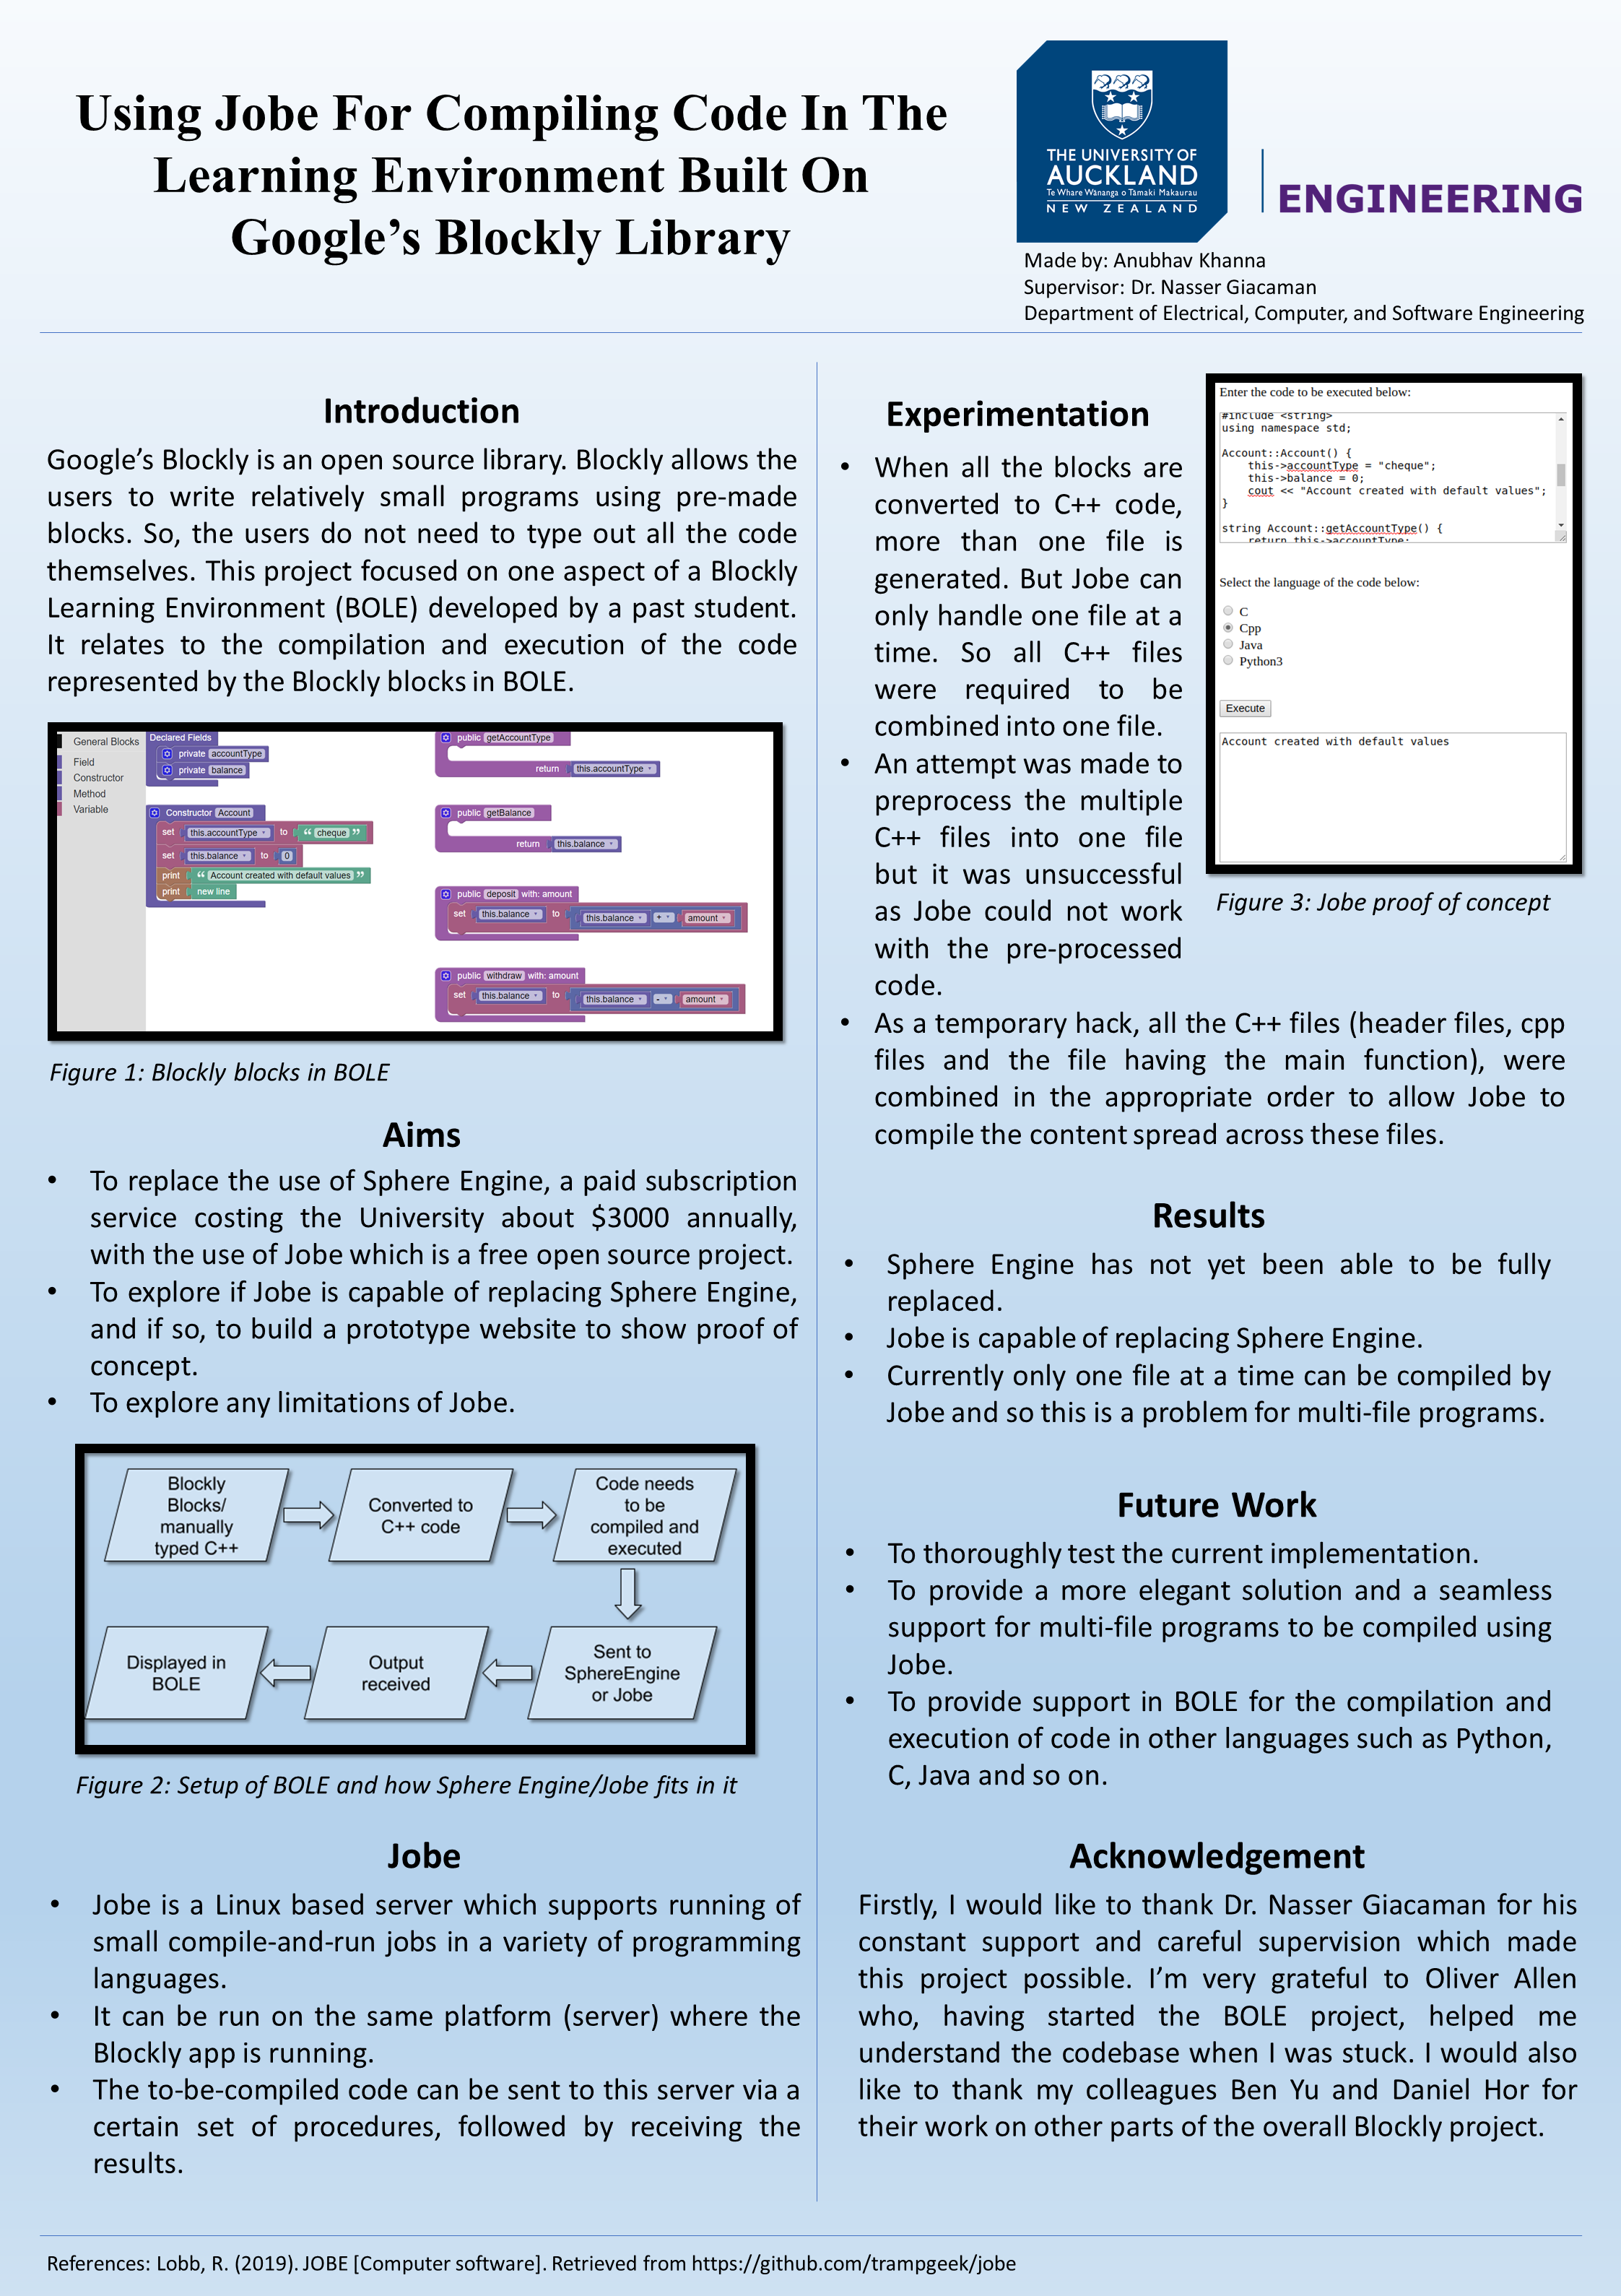 Using Jobe For Compiling Code In The
Learning Environment Built On
Google’s Blockly Library
THE UNIVERSITY OF
AUCKLAND
Te Whare Wānanga o Tāmaki Makaurau
NEW ZEALAND
ENGINEERING
Made by: Anubhav Khanna
Supervisor: Dr. Nasser Giacaman
Department of Electrical, Computer, and Software Engineering
Introduction
Google’s Blockly is an open source library. Blockly allows the
users to write relatively small programs using pre-made
blocks. So, the users do not need to type out all the code
themselves. This project focused on one aspect of a Blockly
Learning Environment (BOLE) developed by a past student.
It relates to the compilation and execution of the code
represented by the Blockly blocks in BOLE.
General Blocks
Field
Constructor
Method
Variable
Declared Fields
private accountType
private balance
Constructor Account
set this.accountType to “ cheque ”
set this.balance to 0
print “ Account created with default values ”
print new line
public getAccountType
return this.accountType
public getBalance
return this.balance
public deposit with: amount
set this.balance to this.balance + amount
public withdraw with: amount
set this.balance to this.balance - amount
Figure 1: Blockly blocks in BOLE
Aims
• To replace the use of Sphere Engine, a paid subscription
service costing the University about $3000 annually,
with the use of Jobe which is a free open source project.
• To explore if Jobe is capable of replacing Sphere Engine,
and if so, to build a prototype website to show proof of
concept.
• To explore any limitations of Jobe.
Blockly
Blocks/
manually
typed C++
Converted to
C++ code
Code needs
to be
compiled and
executed
Sent to
SphereEngine
or Jobe
Output
received
Displayed in
BOLE
Figure 2: Setup of BOLE and how Sphere Engine/Jobe fits in it
Jobe
• Jobe is a Linux based server which supports running of
small compile-and-run jobs in a variety of programming
languages.
• It can be run on the same platform (server) where the
Blockly app is running.
• The to-be-compiled code can be sent to this server via a
certain set of procedures, followed by receiving the
results.
Experimentation
• When all the blocks are
converted to C++ code,
more than one file is
generated. But Jobe can
only handle one file at a
time. So all C++ files
were required to be
combined into one file.
• An attempt was made to
preprocess the multiple
C++ files into one file
but it was unsuccessful
as Jobe could not work
with the pre-processed
code.
• As a temporary hack, all the C++ files (header files, cpp
files and the file having the main function), were
combined in the appropriate order to allow Jobe to
compile the content spread across these files.
Enter the code to be executed below:
#include <string>
using namespace std;
Account::Account() {
this->accountType = "cheque";
this->balance = 0;
cout << "Account created with default values";
}
string Account::getAccountType() {
return this->accountType;
Select the language of the code below:
C
Cpp
Java
Python3
Execute
Account created with default values
Figure 3: Jobe proof of concept
Results
• Sphere Engine has not yet been able to be fully
replaced.
• Jobe is capable of replacing Sphere Engine.
• Currently only one file at a time can be compiled by
Jobe and so this is a problem for multi-file programs.
Future Work
• To thoroughly test the current implementation.
• To provide a more elegant solution and a seamless
support for multi-file programs to be compiled using
Jobe.
• To provide support in BOLE for the compilation and
execution of code in other languages such as Python,
C, Java and so on.
Acknowledgement
Firstly, I would like to thank Dr. Nasser Giacaman for his
constant support and careful supervision which made
this project possible. I’m very grateful to Oliver Allen
who, having started the BOLE project, helped me
understand the codebase when I was stuck. I would also
like to thank my colleagues Ben Yu and Daniel Hor for
their work on other parts of the overall Blockly project.
References: Lobb, R. (2019). JOBE [Computer software]. Retrieved from https://github.com/trampgeek/jobe